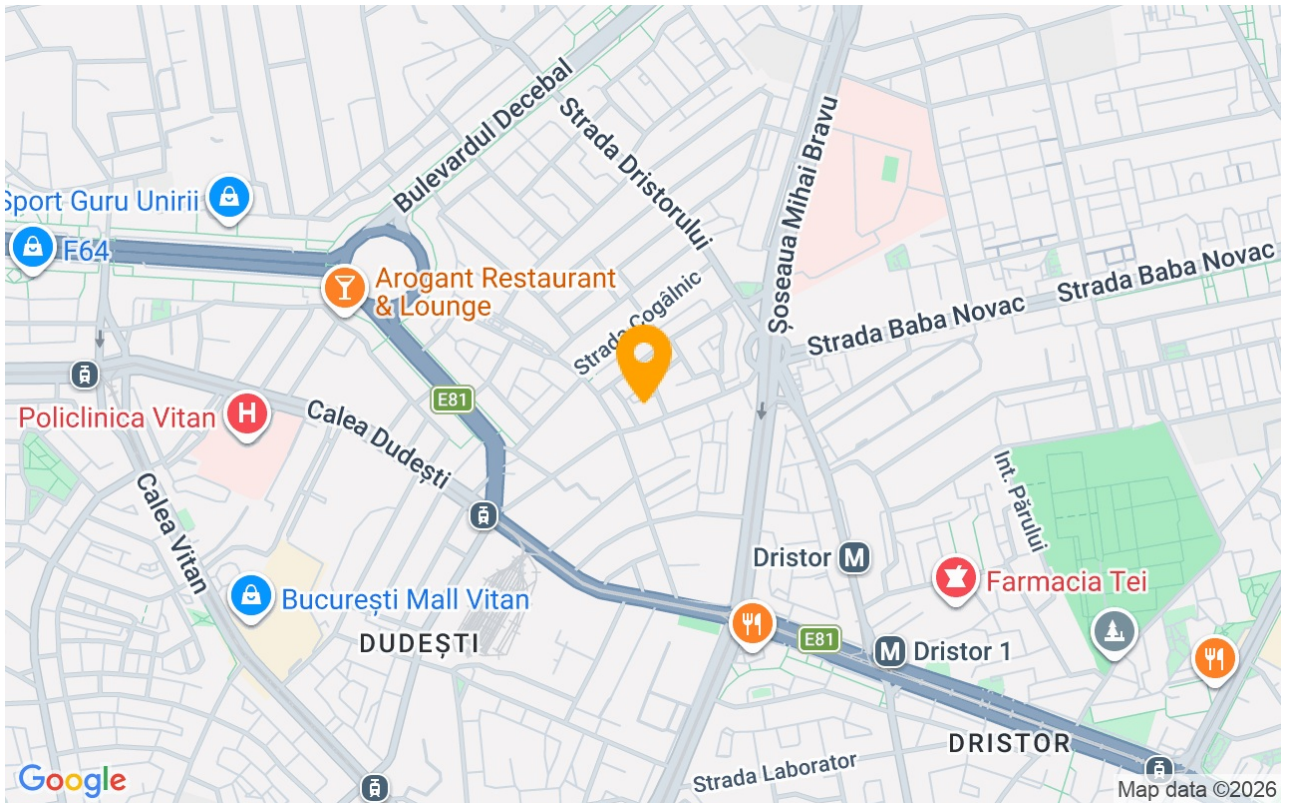 Bulevardul Decebal
Strada Dristorului
Șoseaua Mihai Bravu
Sport Guru Unirii
F64
Arogant Restaurant
& Lounge
Strada Cogâlnic
Strada Baba Novac
Strada Baba Novac
E81
Policlinica Vitan
H
Calea Dudești
Calea Vitan
Int. Părului
Dristor
M
Farmacia Tei
București Mall Vitan
DUDEȘTI
E81
M
Dristor 1
DRISTOR
Strada Laborator
Google
Map data ©2026